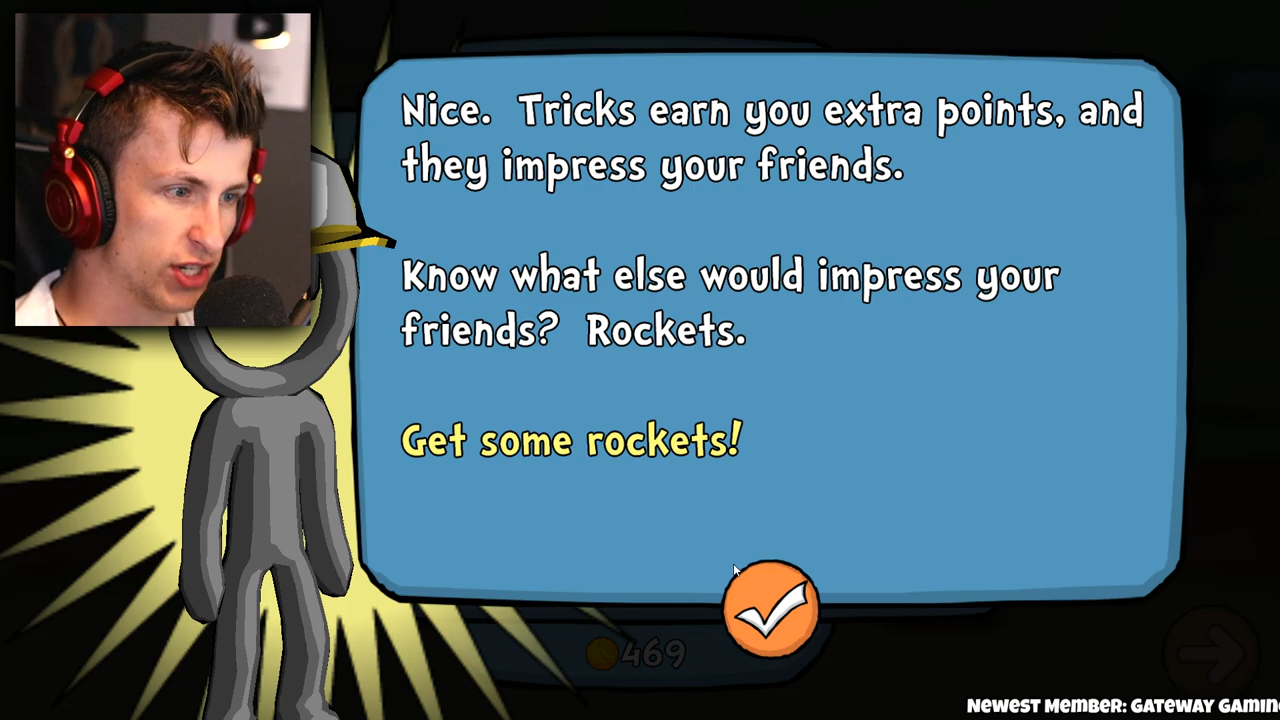 Nice. Tricks earn you extra points, and
they impress your friends.
Know what else would impress your
friends? Rockets.
Get some rockets!
469
Newest Member: Gateway Gaming